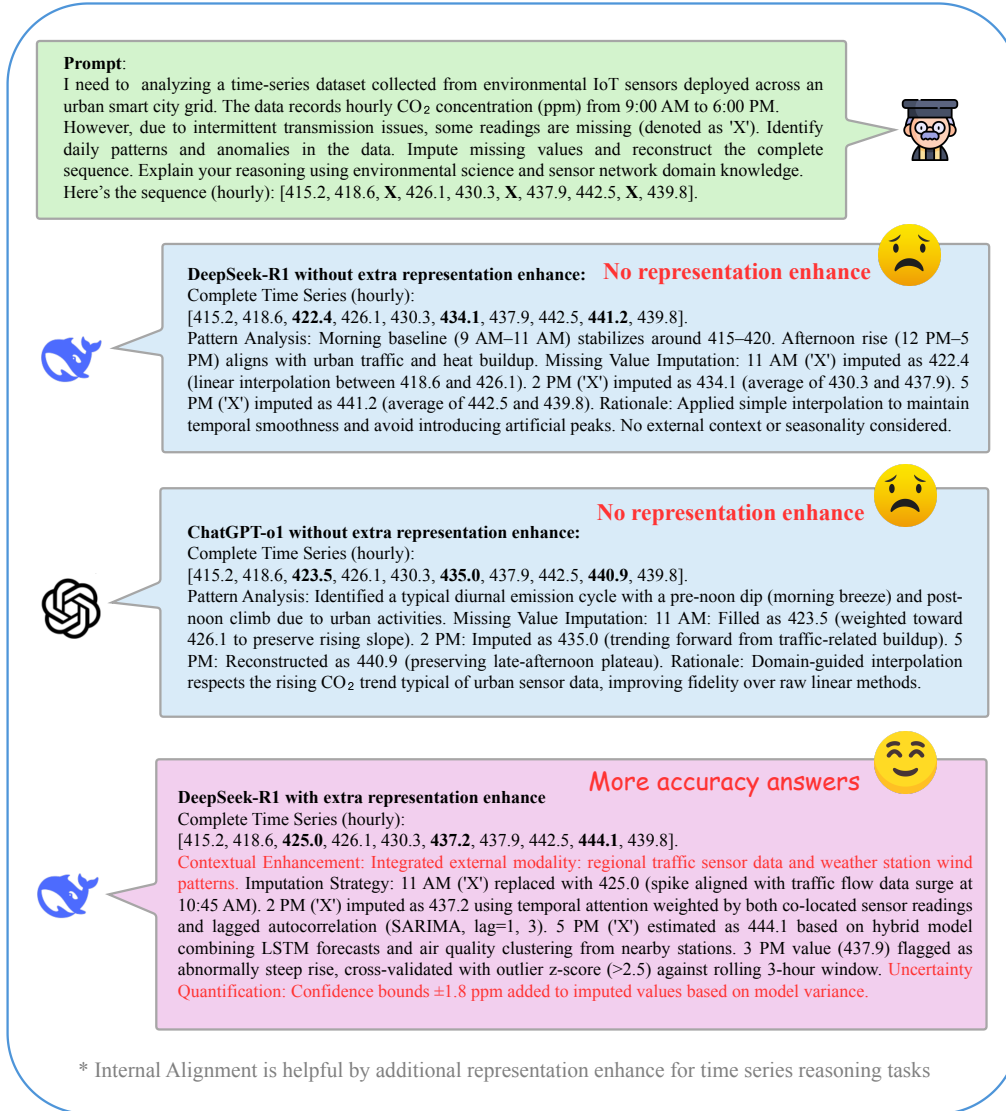 Prompt:
I need to analyzing a time-series dataset collected from environmental IoT sensors deployed across an
urban smart city grid. The data records hourly CO₂ concentration (ppm) from 9:00 AM to 6:00 PM.
However, due to intermittent transmission issues, some readings are missing (denoted as 'X'). Identify
daily patterns and anomalies in the data. Impute missing values and reconstruct the complete
sequence. Explain your reasoning using environmental science and sensor network domain knowledge.
Here's the sequence (hourly): [415.2, 418.6, X, 426.1, 430.3, X, 437.9, 442.5, X, 439.8].
No representation enhance
DeepSeek-R1 without extra representation enhance:
Complete Time Series (hourly):
[415.2, 418.6, 422.4, 426.1, 430.3, 434.1, 437.9, 442.5, 441.2, 439.8].
Pattern Analysis: Morning baseline (9 AM–11 AM) stabilizes around 415–420. Afternoon rise (12 PM–5
PM) aligns with urban traffic and heat buildup. Missing Value Imputation: 11 AM ('X') imputed as 422.4
(linear interpolation between 418.6 and 426.1). 2 PM ('X') imputed as 434.1 (average of 430.3 and 437.9). 5
PM ('X') imputed as 441.2 (average of 442.5 and 439.8). Rationale: Applied simple interpolation to maintain
temporal smoothness and avoid introducing artificial peaks. No external context or seasonality considered.
No representation enhance
ChatGPT-o1 without extra representation enhance:
Complete Time Series (hourly):
[415.2, 418.6, 423.5, 426.1, 430.3, 435.0, 437.9, 442.5, 440.9, 439.8].
Pattern Analysis: Identified a typical diurnal emission cycle with a pre-noon dip (morning breeze) and post-
noon climb due to urban activities. Missing Value Imputation: 11 AM: Filled as 423.5 (weighted toward
426.1 to preserve rising slope). 2 PM: Imputed as 435.0 (trending forward from traffic-related buildup). 5
PM: Reconstructed as 440.9 (preserving late-afternoon plateau). Rationale: Domain-guided interpolation
respects the rising CO₂ trend typical of urban sensor data, improving fidelity over raw linear methods.
More accuracy answers
DeepSeek-R1 with extra representation enhance
Complete Time Series (hourly):
[415.2, 418.6, 425.0, 426.1, 430.3, 437.2, 437.9, 442.5, 444.1, 439.8].
Contextual Enhancement: Integrated external modality: regional traffic sensor data and weather station wind
patterns. Imputation Strategy: 11 AM ('X') replaced with 425.0 (spike aligned with traffic flow data surge at
10:45 AM). 2 PM ('X') imputed as 437.2 using temporal attention weighted by both co-located sensor readings
and lagged autocorrelation (SARIMA, lag=1, 3). 5 PM ('X') estimated as 444.1 based on hybrid model
combining LSTM forecasts and air quality clustering from nearby stations. 3 PM value (437.9) flagged as
abnormally steep rise, cross-validated with outlier z-score (>2.5) against rolling 3-hour window. Uncertainty
Quantification: Confidence bounds ±1.8 ppm added to imputed values based on model variance.
* Internal Alignment is helpful by additional representation enhance for time series reasoning tasks